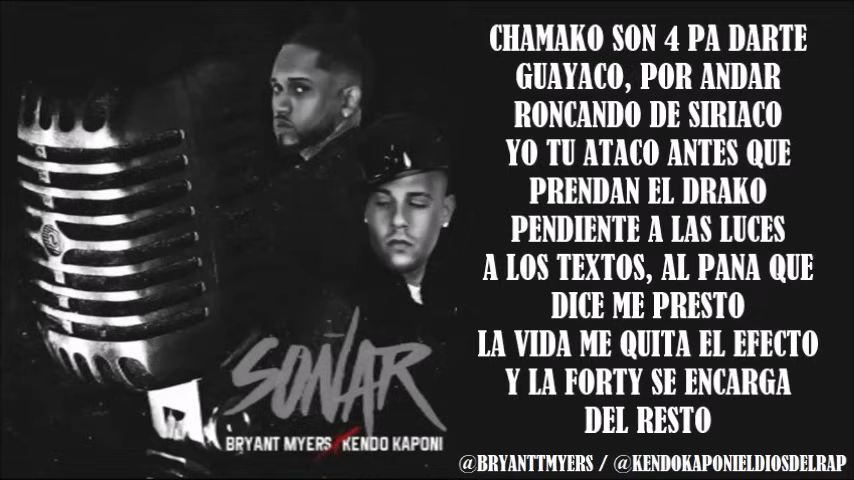 CHAMAKO SON 4 PA DARTE
GUAYACO, POR ANDAR
RONCANDO DE SIRIACO
YO TU ATACO ANTES QUE
PRENDAN EL DRAKO
PENDIENTE A LAS LUCES
A LOS TEXTOS, AL PANA QUE
DICE ME PRESTO
LA VIDA ME QUITA EL EFECTO
Y LA FORTY SE ENCARGA
DEL RESTO
SOÑAR
BRYANT MYERS KENDO KAPONI
@BRYANTTMYERS / @KENDOKAPONIELDIOSDELRAP